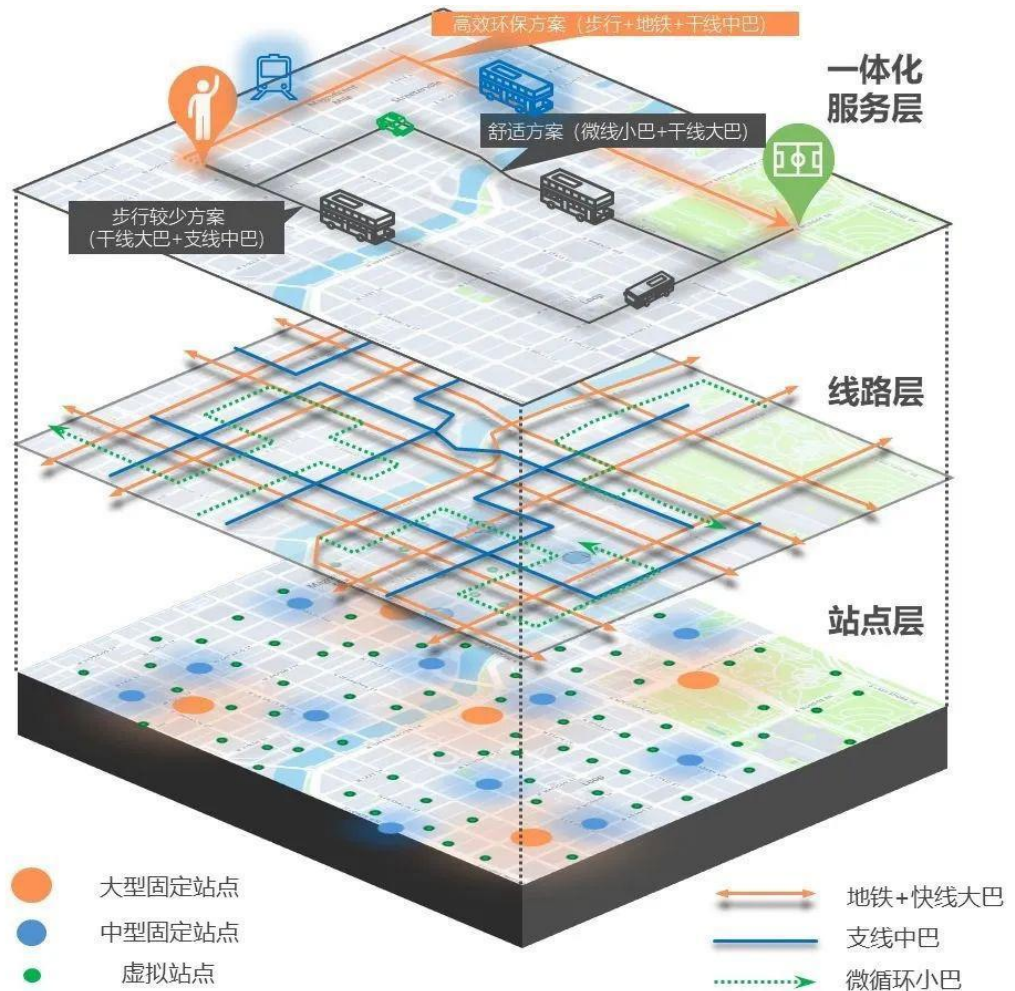 高效环保方案（步行+地铁+干线中巴）
一体化
服务层
舒适方案（微线小巴+干线大巴）
步行较少方案
(干线大巴+支线中巴)
Loop
线路层
站点层
Loop
大型固定站点
中型固定站点
虚拟站点
地铁+快线大巴
支线中巴
微循环小巴